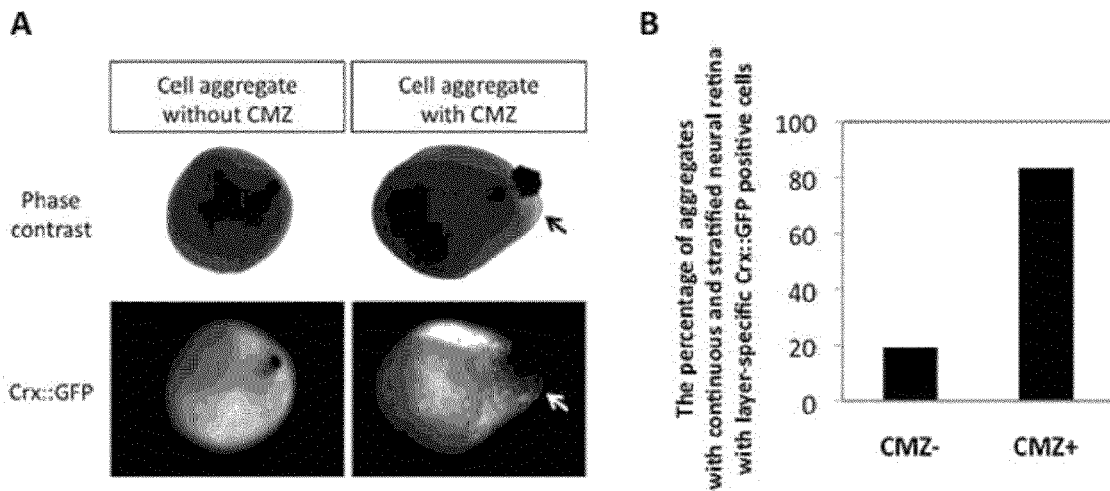 A
Cell aggregate
without CMZ
Cell aggregate
with CMZ
Phase
contrast
Crx::GFP
B
The percentage of aggregates
with continuous and stratified neural retina
with layer-specific Crx::GFP positive cells
100
80
60
40
20
0
CMZ-
CMZ+